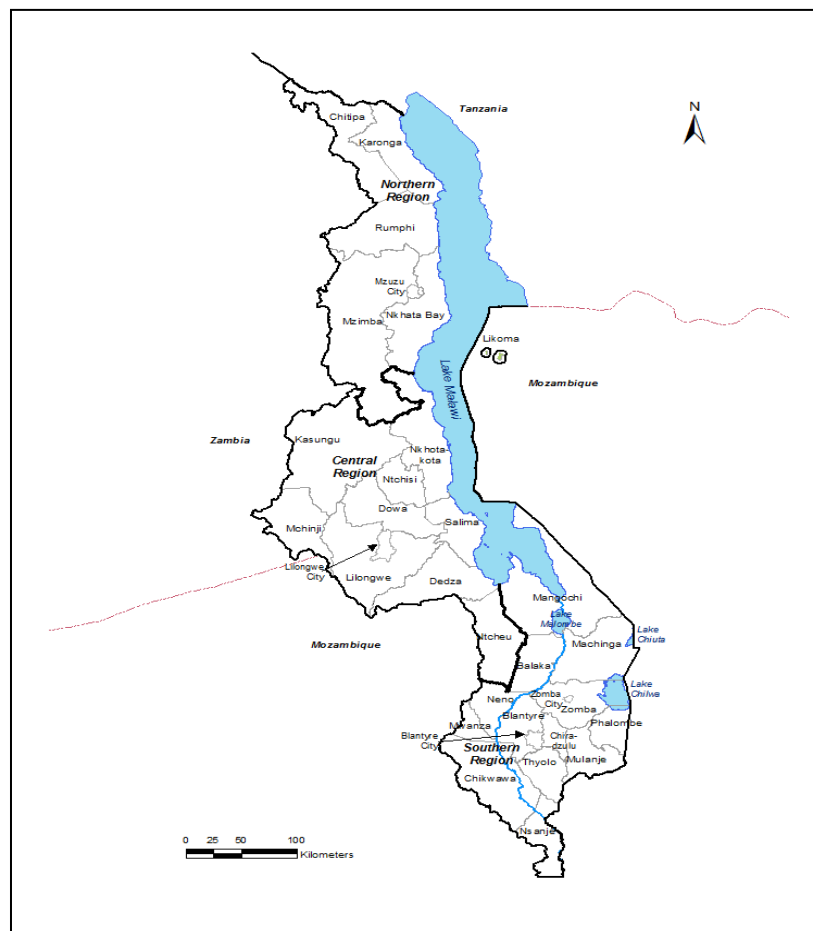 Tanzania
N
Chitipa
Karonga
Northern
Region
Rumphi
Mzuzu
City
Nkhata Bay
Mzimba
Likoma
Lake Malawi
Mozambique
Zambia
Kasungu
Nkhota-
kota
Central
Region
Ntchisi
Dowa
Salima
Mchinji
Lilongwe
City
Lilongwe
Dedza
Mangochi
Lake
Malombe
Lake
Chiuta
Machinga
Mozambique
Ntcheu
Balaka
Lake
Chilwa
Neno
Zomba
City
Zomba
Blantyre
Phalombe
Mwanza
Blantyre
City
Chira-
dzulu
Southern
Region
Mulanje
Thyolo
Chikwawa
Nsanje
0 25 50 100
Kilometers